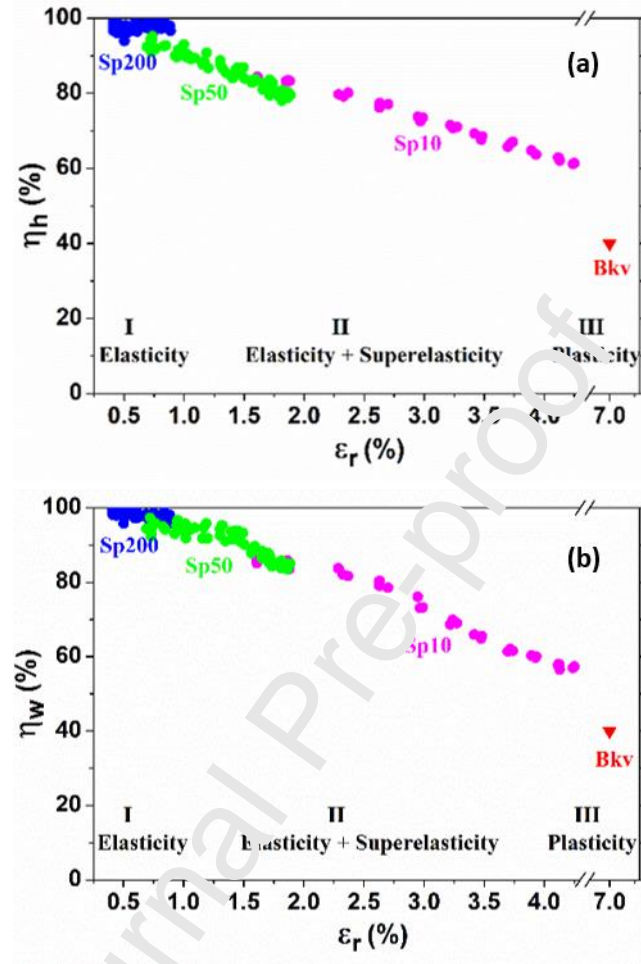 100
(a)
Sp200
80
Sp50
Sp10
60
ηh (%)
40
Bkv
20
I II III
Elasticity Elasticity + Superelasticity Plasticity
0
0.5 1.0 1.5 2.0 2.5 3.0 3.5 4.0 7.0
εr (%)
100
(b)
Sp200
Sp50
80
60
Sp10
ηw (%)
40
Bkv
20
I II III
Elasticity Elasticity + Superelasticity Plasticity
0
0.5 1.0 1.5 2.0 2.5 3.0 3.5 4.0 7.0
εr (%)
urnal Pre-proof